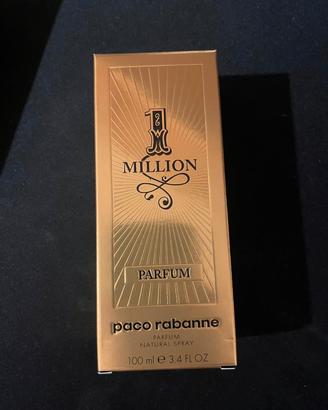 1
MILLION
PARFUM
paco rabanne
PARFUM
NATURAL SPRAY
100 ml ℮ 3.4 FL OZ